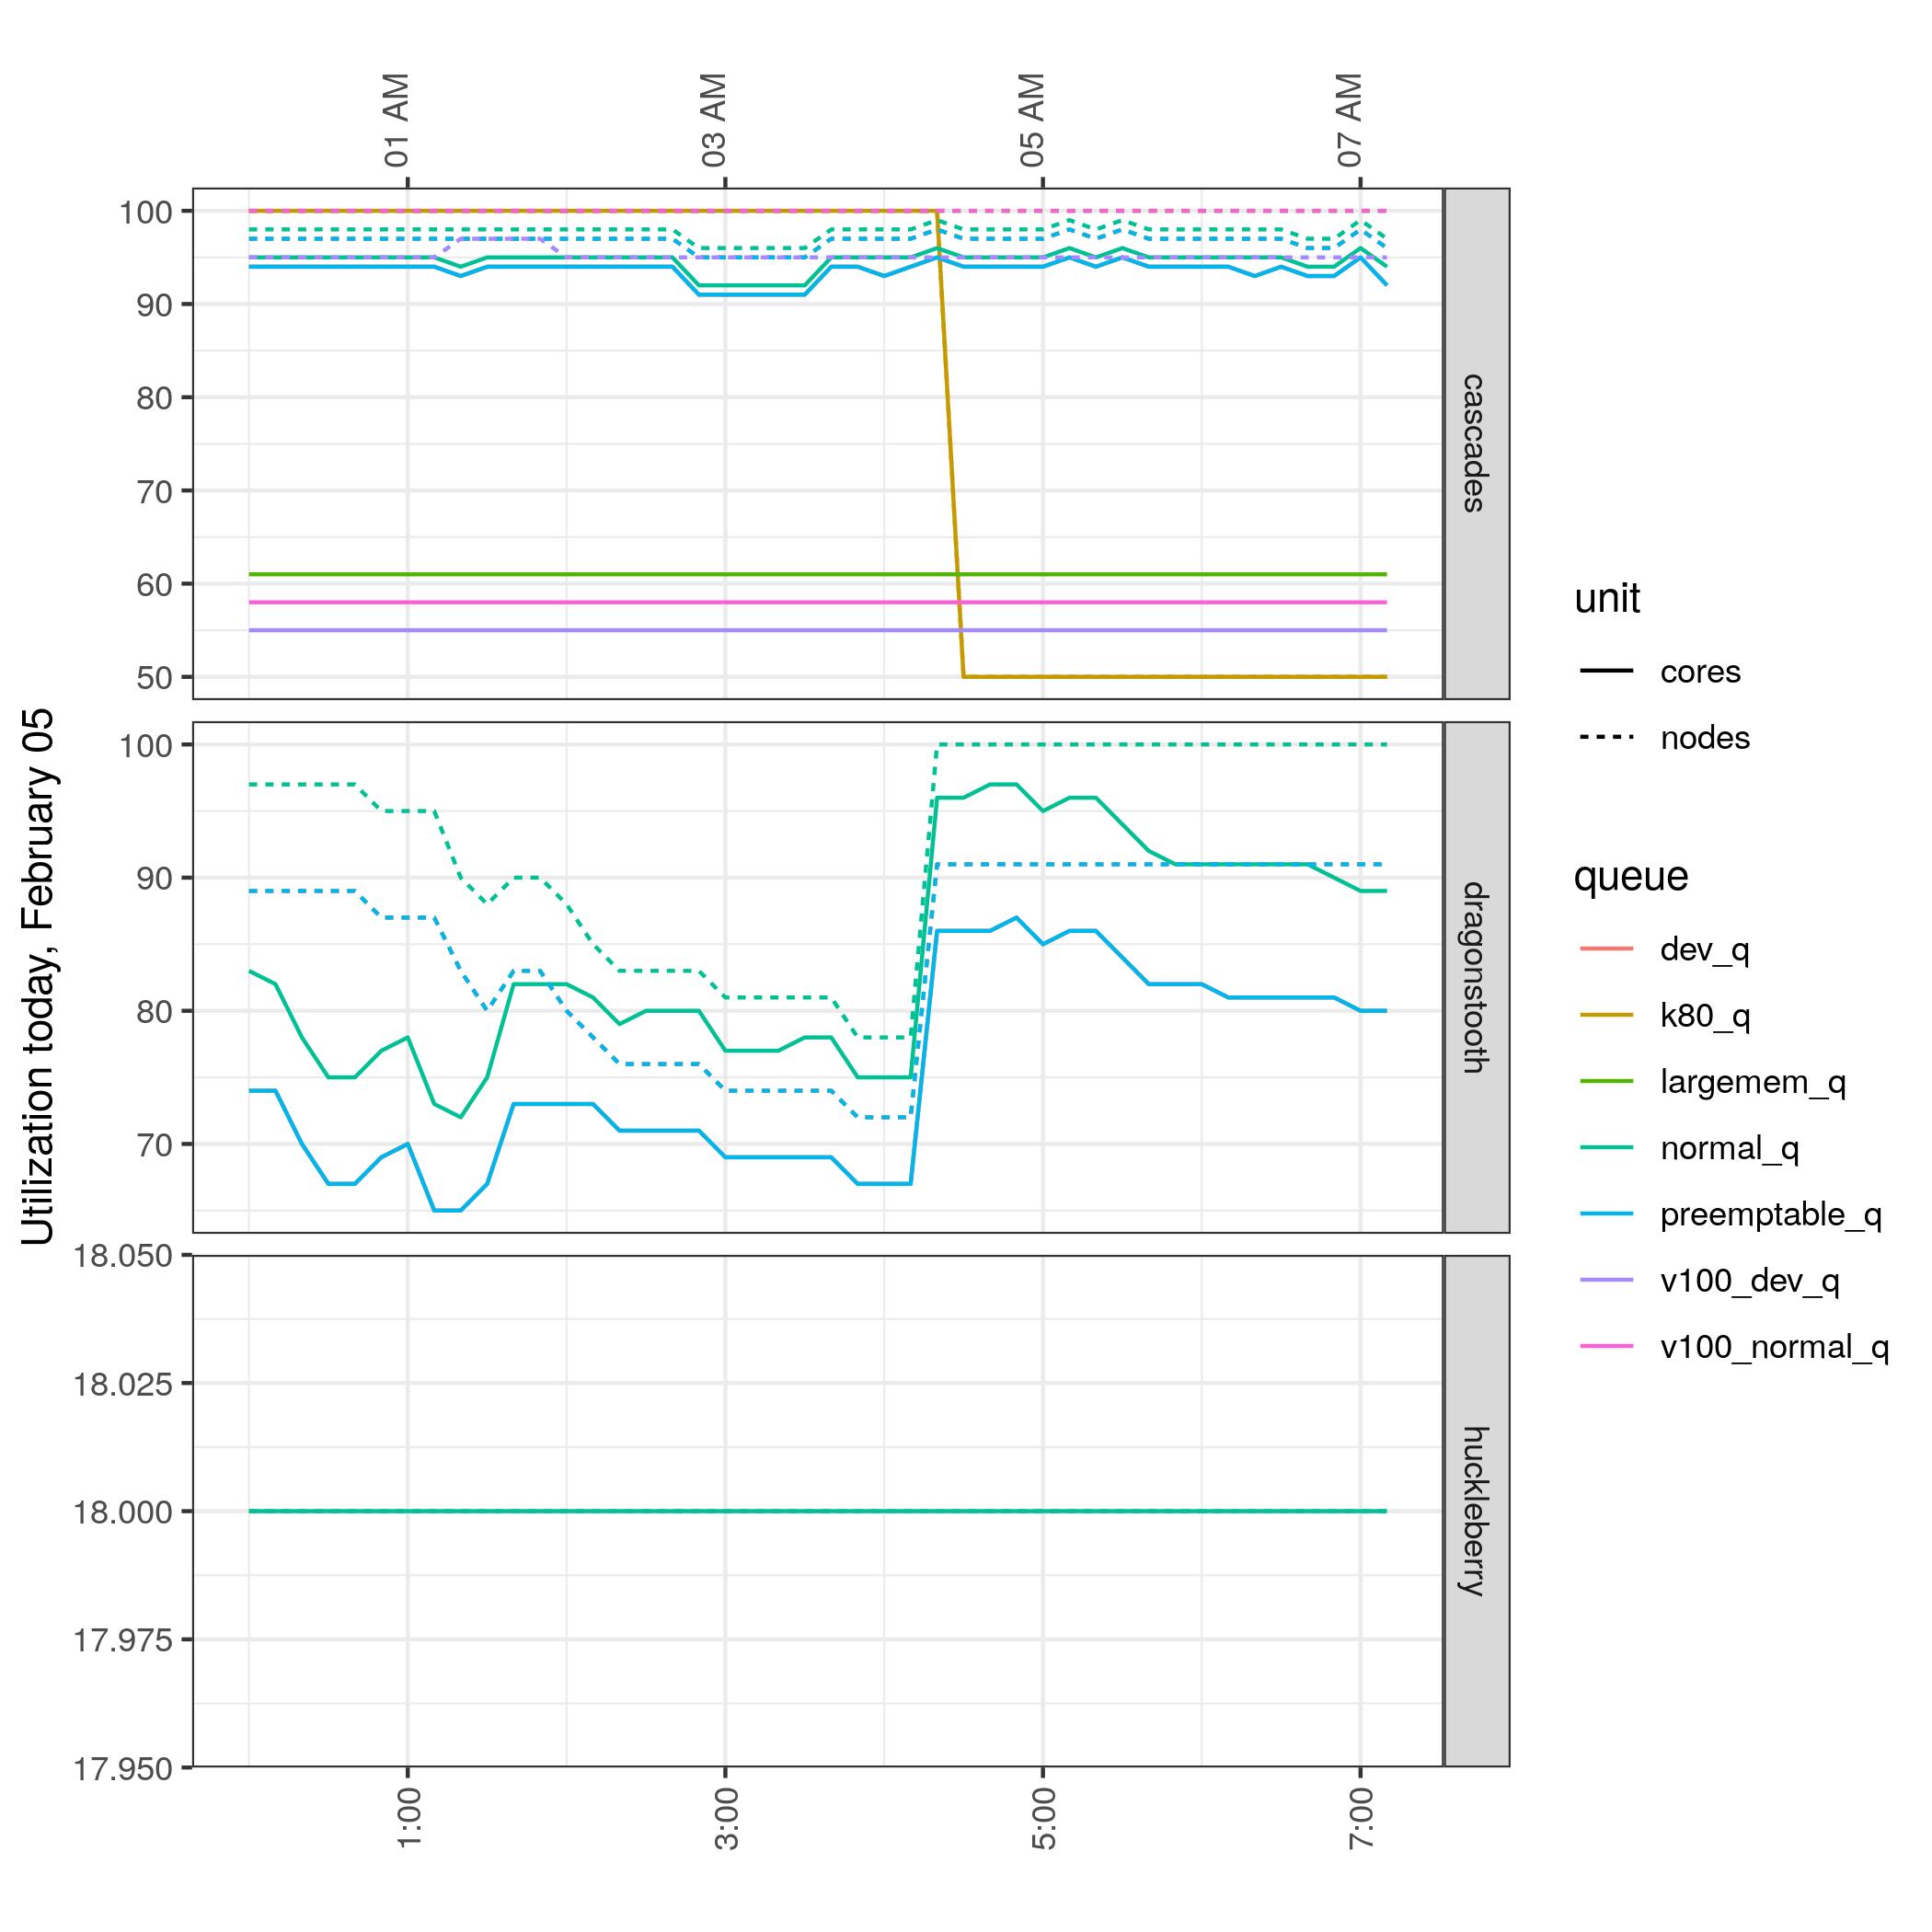 01 AM
03 AM
05 AM
07 AM
Utilization today, February 05
100
90
80
70
60
50
cascades
100
90
80
70
dragonstooth
18.050
18.025
18.000
17.975
17.950
huckleberry
1:00
3:00
5:00
7:00
unit
cores
nodes
queue
dev_q
k80_q
largemem_q
normal_q
preemptable_q
v100_dev_q
v100_normal_q